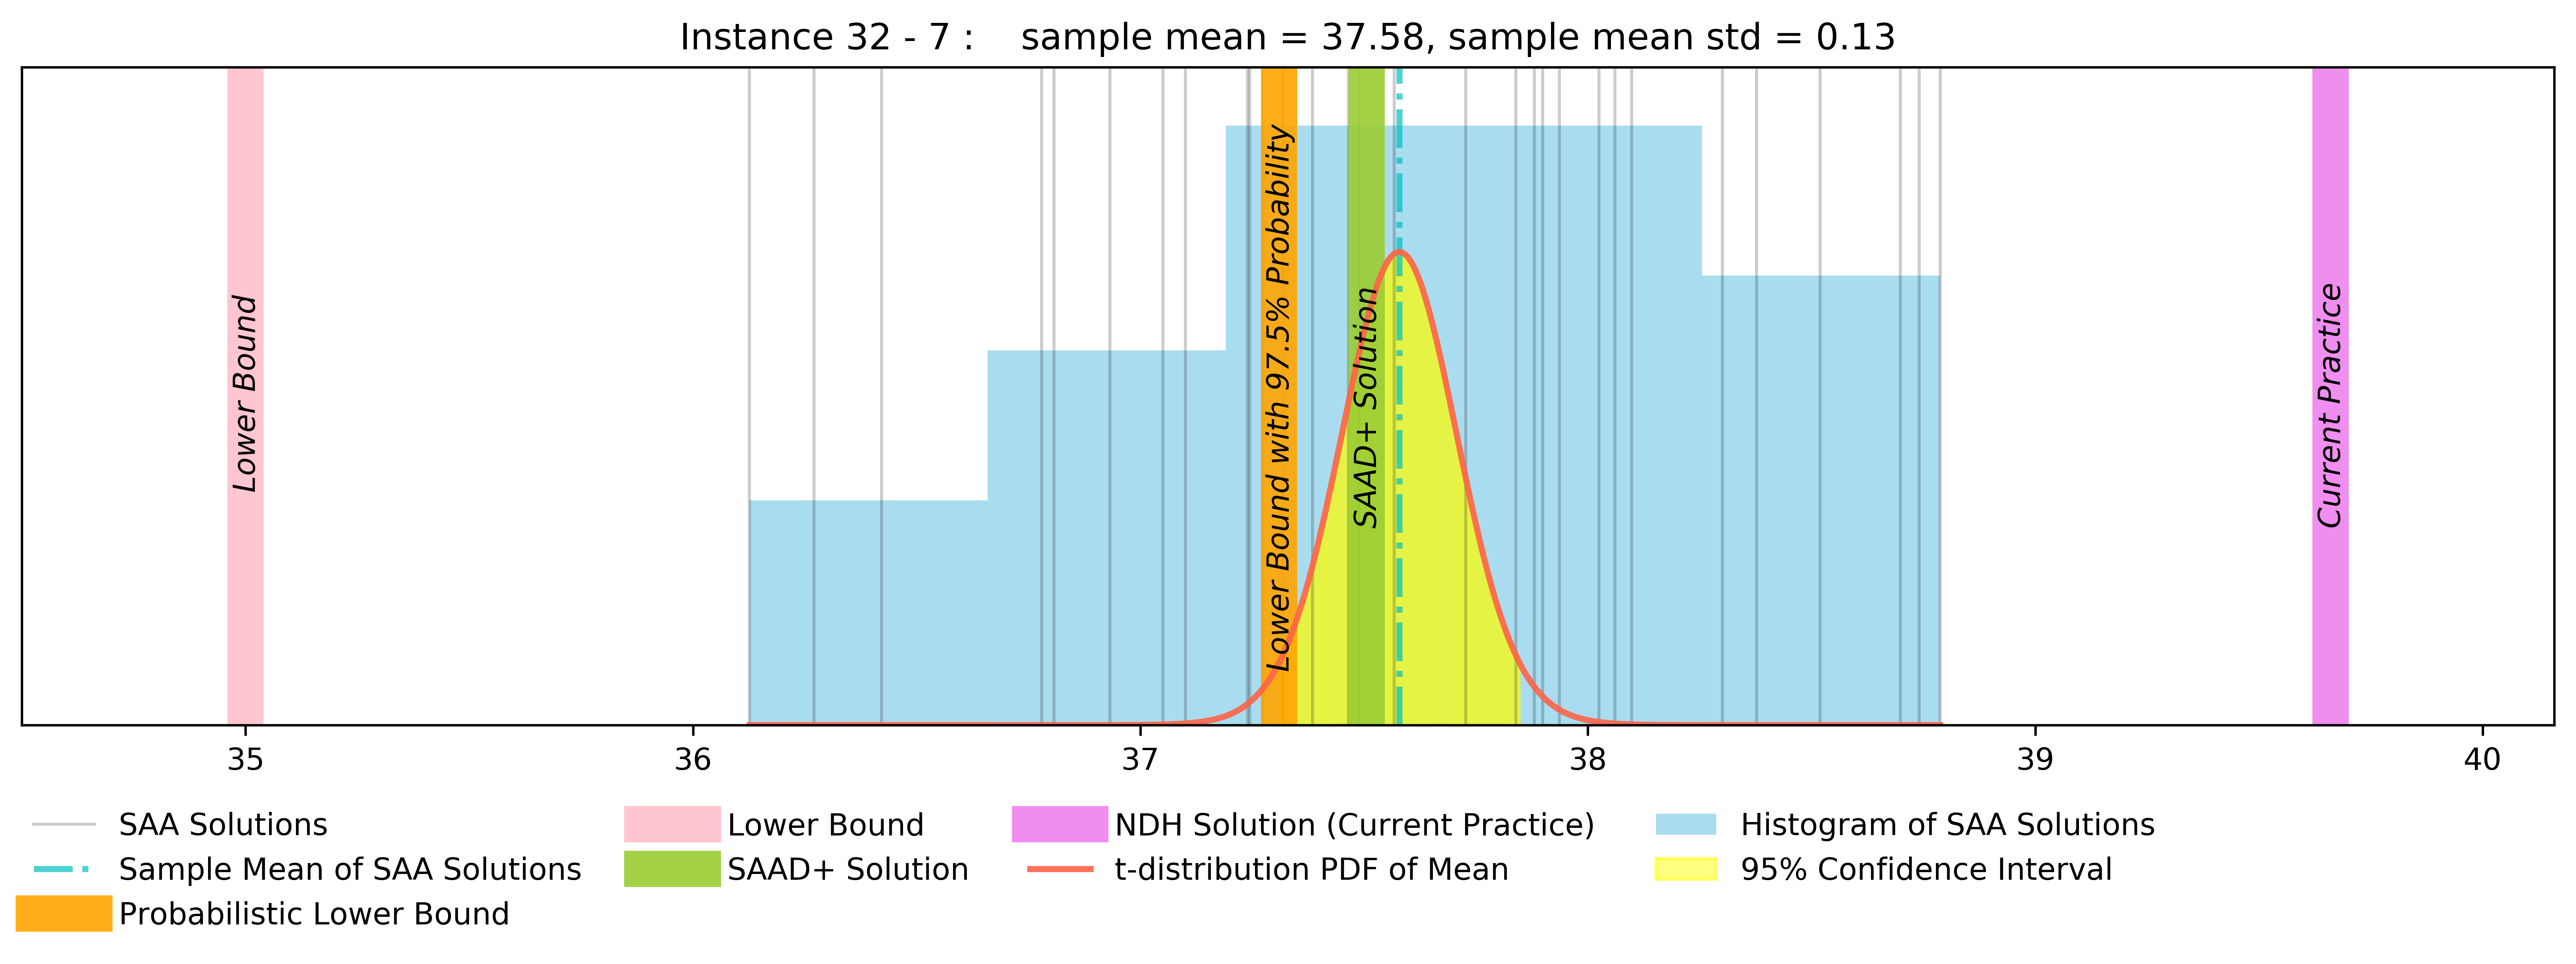 Instance 32 - 7 :    sample mean = 37.58, sample mean std = 0.13
Lower Bound
Lower Bound with 97.5% Probability
SAAD+ Solution
Current Practice
35 36 37 38 39 40
SAA Solutions
Sample Mean of SAA Solutions
Probabilistic Lower Bound
Lower Bound
SAAD+ Solution
NDH Solution (Current Practice)
t-distribution PDF of Mean
Histogram of SAA Solutions
95% Confidence Interval